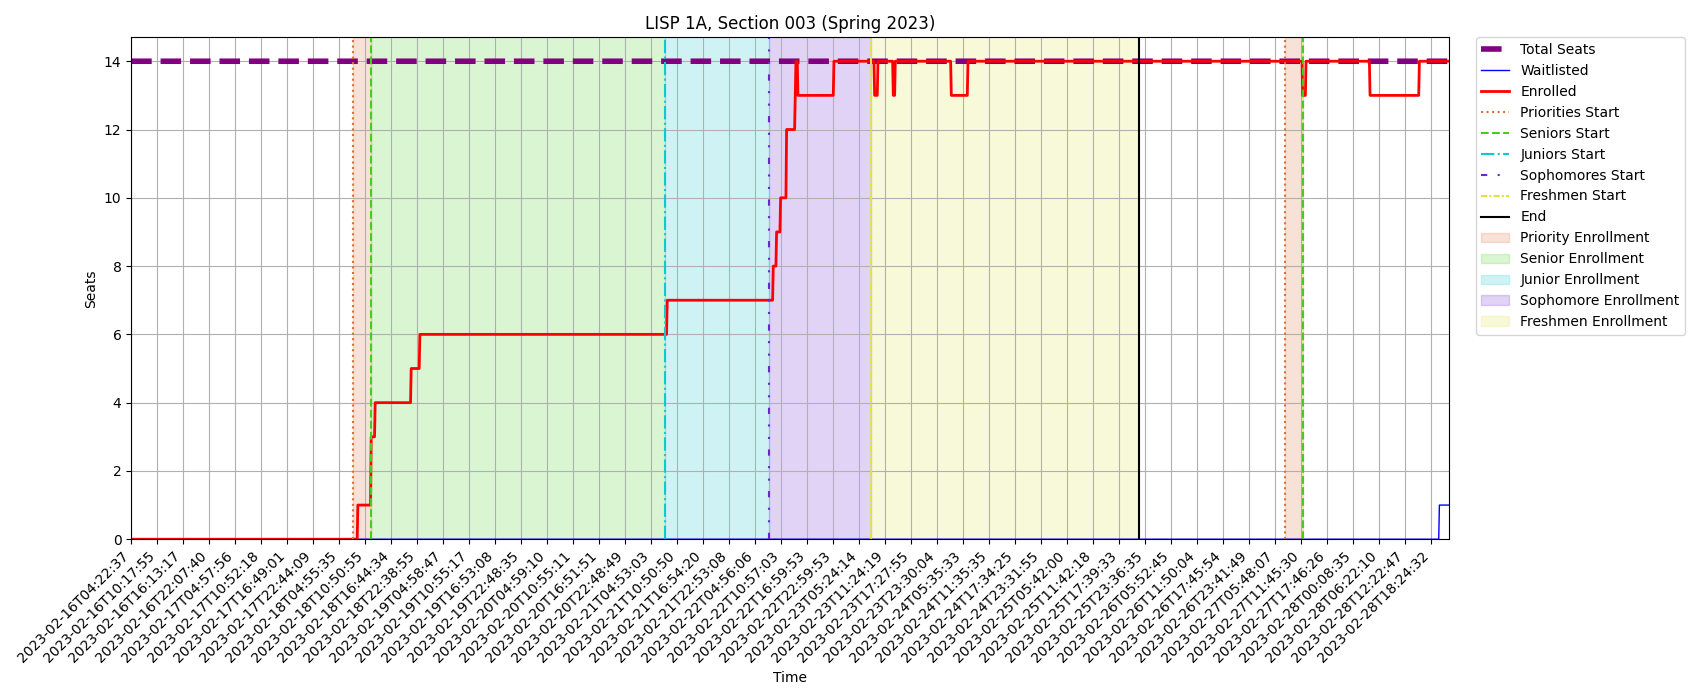 LISP 1A, Section 003 (Spring 2023)
Seats
14
12
10
8
6
4
2
0
2023-02-16T04:22:37
2023-02-16T10:17:55
2023-02-16T16:13:17
2023-02-16T22:07:40
2023-02-17T04:57:56
2023-02-17T10:52:18
2023-02-17T16:49:01
2023-02-17T22:44:09
2023-02-18T04:55:35
2023-02-18T10:50:55
2023-02-18T16:44:34
2023-02-18T22:38:55
2023-02-19T04:58:47
2023-02-19T10:55:17
2023-02-19T16:53:08
2023-02-19T22:48:35
2023-02-20T04:59:10
2023-02-20T10:55:11
2023-02-20T16:51:51
2023-02-20T22:48:49
2023-02-21T04:53:03
2023-02-21T10:50:50
2023-02-21T16:54:20
2023-02-21T22:53:08
2023-02-22T04:56:06
2023-02-22T10:57:03
2023-02-22T16:59:53
2023-02-22T22:59:53
2023-02-23T05:24:14
2023-02-23T11:24:19
2023-02-23T17:27:55
2023-02-23T23:30:04
2023-02-24T05:35:33
2023-02-24T11:35:35
2023-02-24T17:34:25
2023-02-24T23:31:55
2023-02-25T05:42:00
2023-02-25T11:42:18
2023-02-25T17:39:33
2023-02-25T23:36:35
2023-02-26T05:52:45
2023-02-26T11:50:04
2023-02-26T17:45:54
2023-02-26T23:41:49
2023-02-27T05:48:07
2023-02-27T11:45:30
2023-02-27T17:46:26
2023-02-28T00:08:35
2023-02-28T06:22:10
2023-02-28T12:22:47
2023-02-28T18:24:32
Time
Total Seats
Waitlisted
Enrolled
Priorities Start
Seniors Start
Juniors Start
Sophomores Start
Freshmen Start
End
Priority Enrollment
Senior Enrollment
Junior Enrollment
Sophomore Enrollment
Freshmen Enrollment